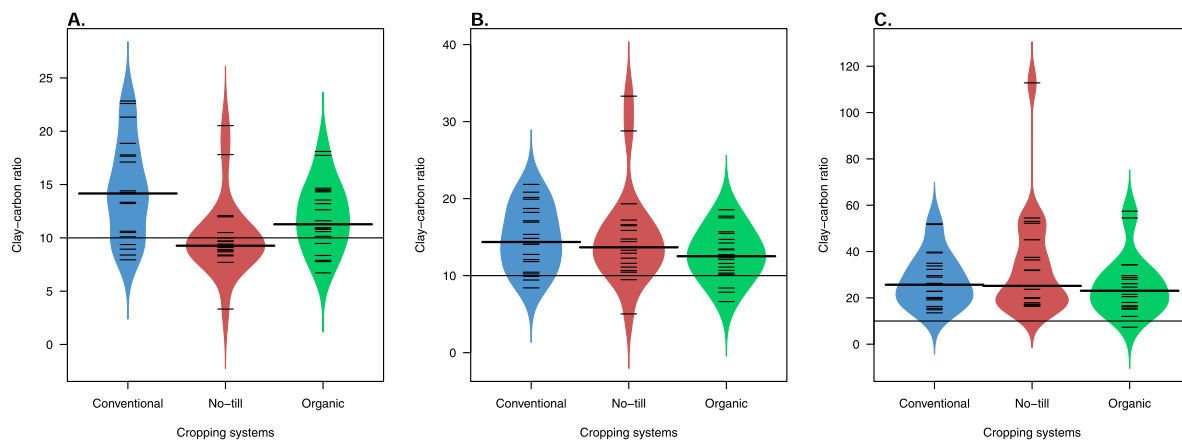 A.
Clay−carbon ratio
25
20
15
10
5
0
Conventional No−till Organic
Cropping systems
B.
Clay−carbon ratio
40
30
20
10
0
Conventional No−till Organic
Cropping systems
C.
Clay−carbon ratio
120
100
80
60
40
20
0
Conventional No−till Organic
Cropping systems